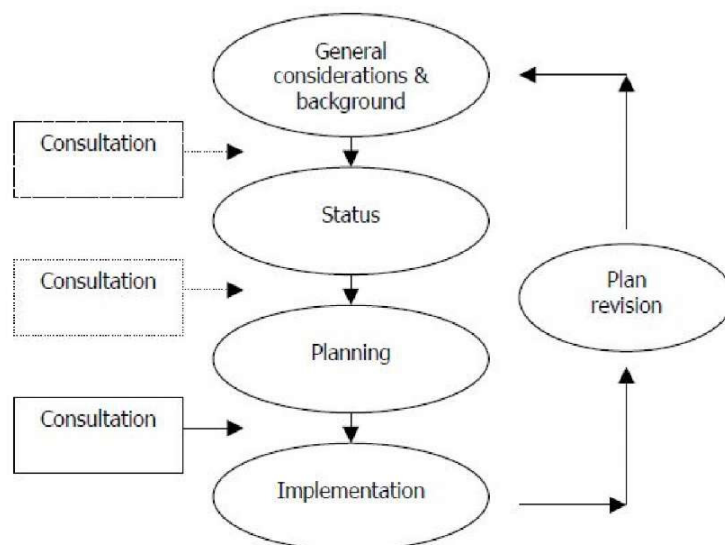 General
considerations &
background
Consultation
Status
Consultation
Plan
revision
Planning
Consultation
Implementation